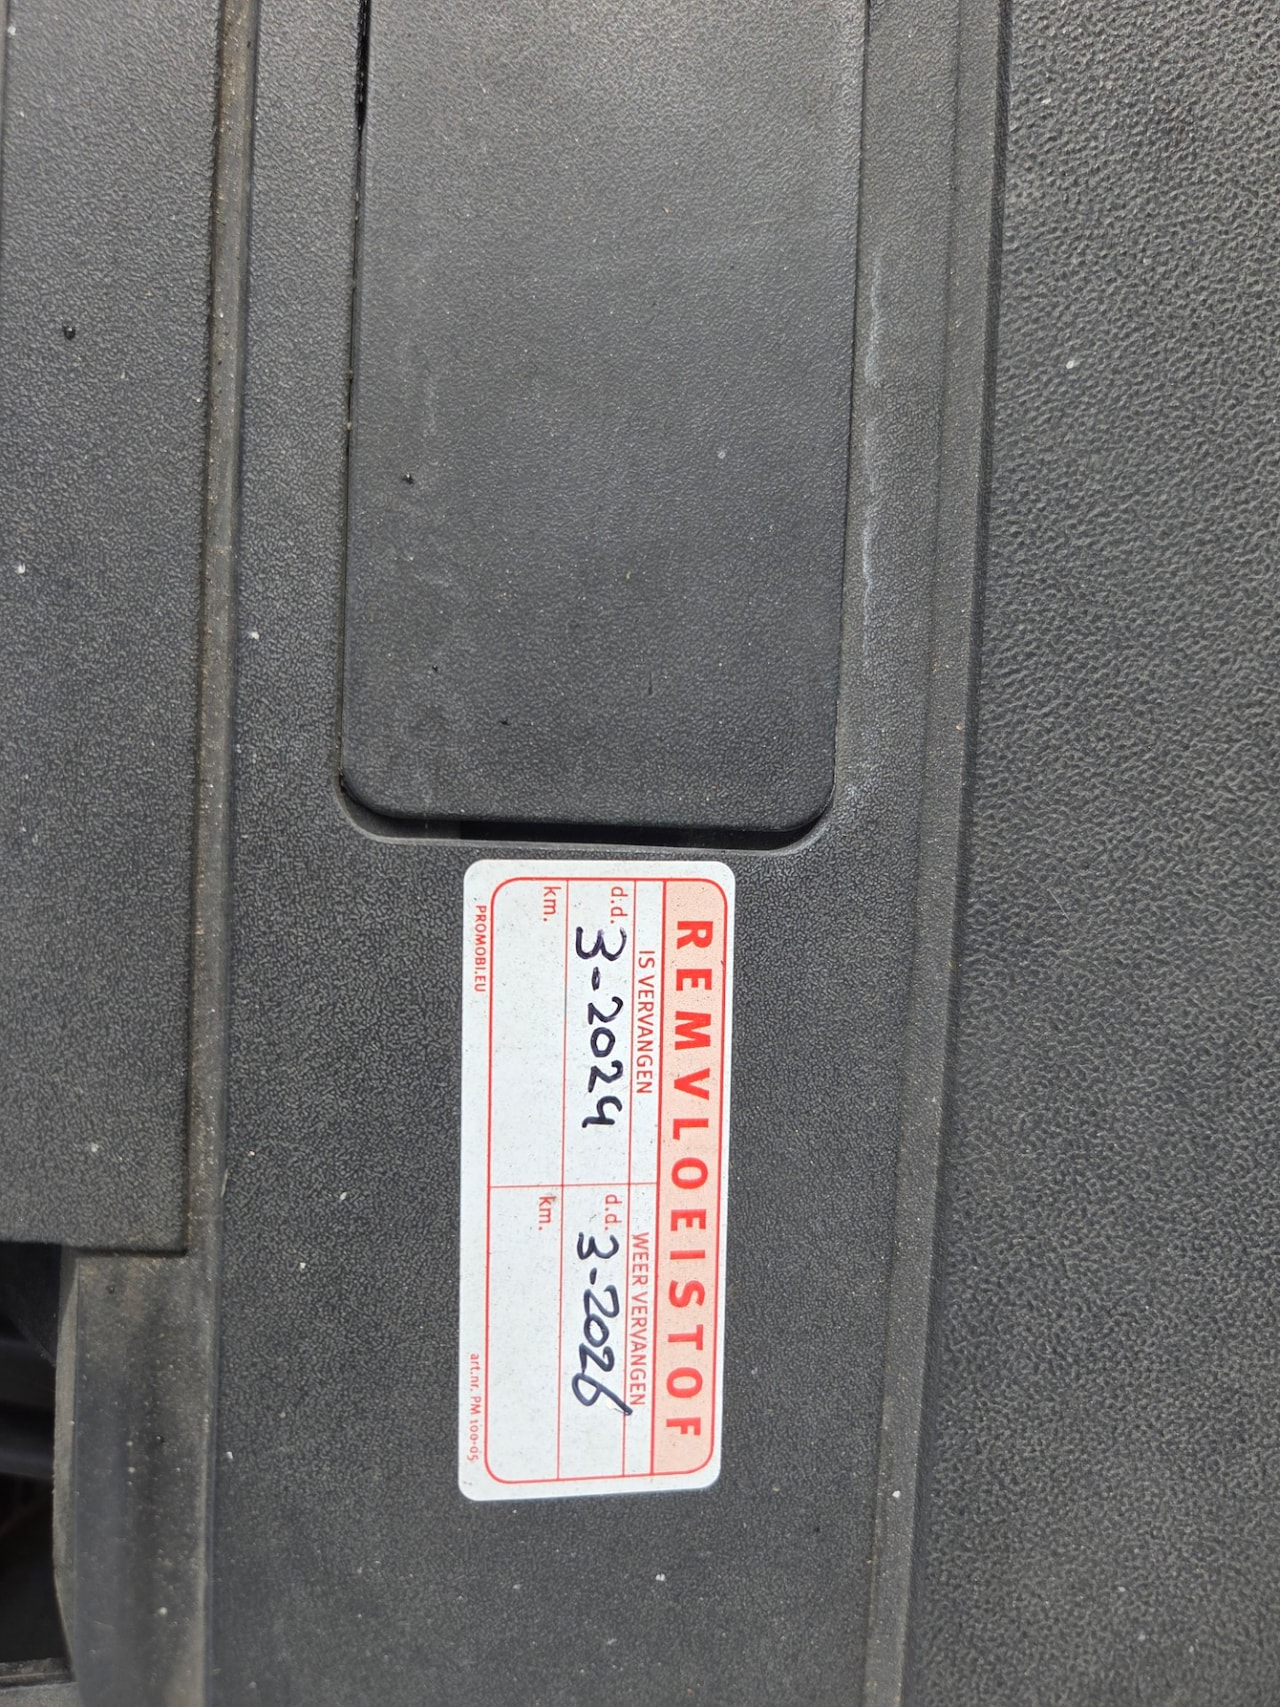 REMVLOEISTOF
IS VERVANGEN WEER VERVANGEN
d.d. 3-2024 d.d. 3-2026
km. km.
PROMOBI.EU art.nr. PM 100-05